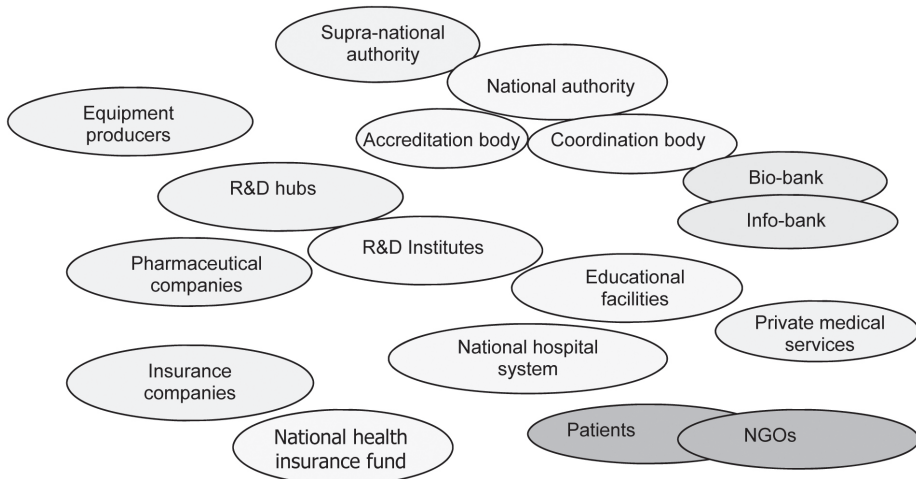 Supra-national
authority
National authority
Equipment
producers
Accreditation body
Coordination body
Bio-bank
R&D hubs
Info-bank
R&D Institutes
Pharmaceutical
companies
Educational
facilities
Private medical
services
National hospital
system
Insurance
companies
Patients
NGOs
National health
insurance fund